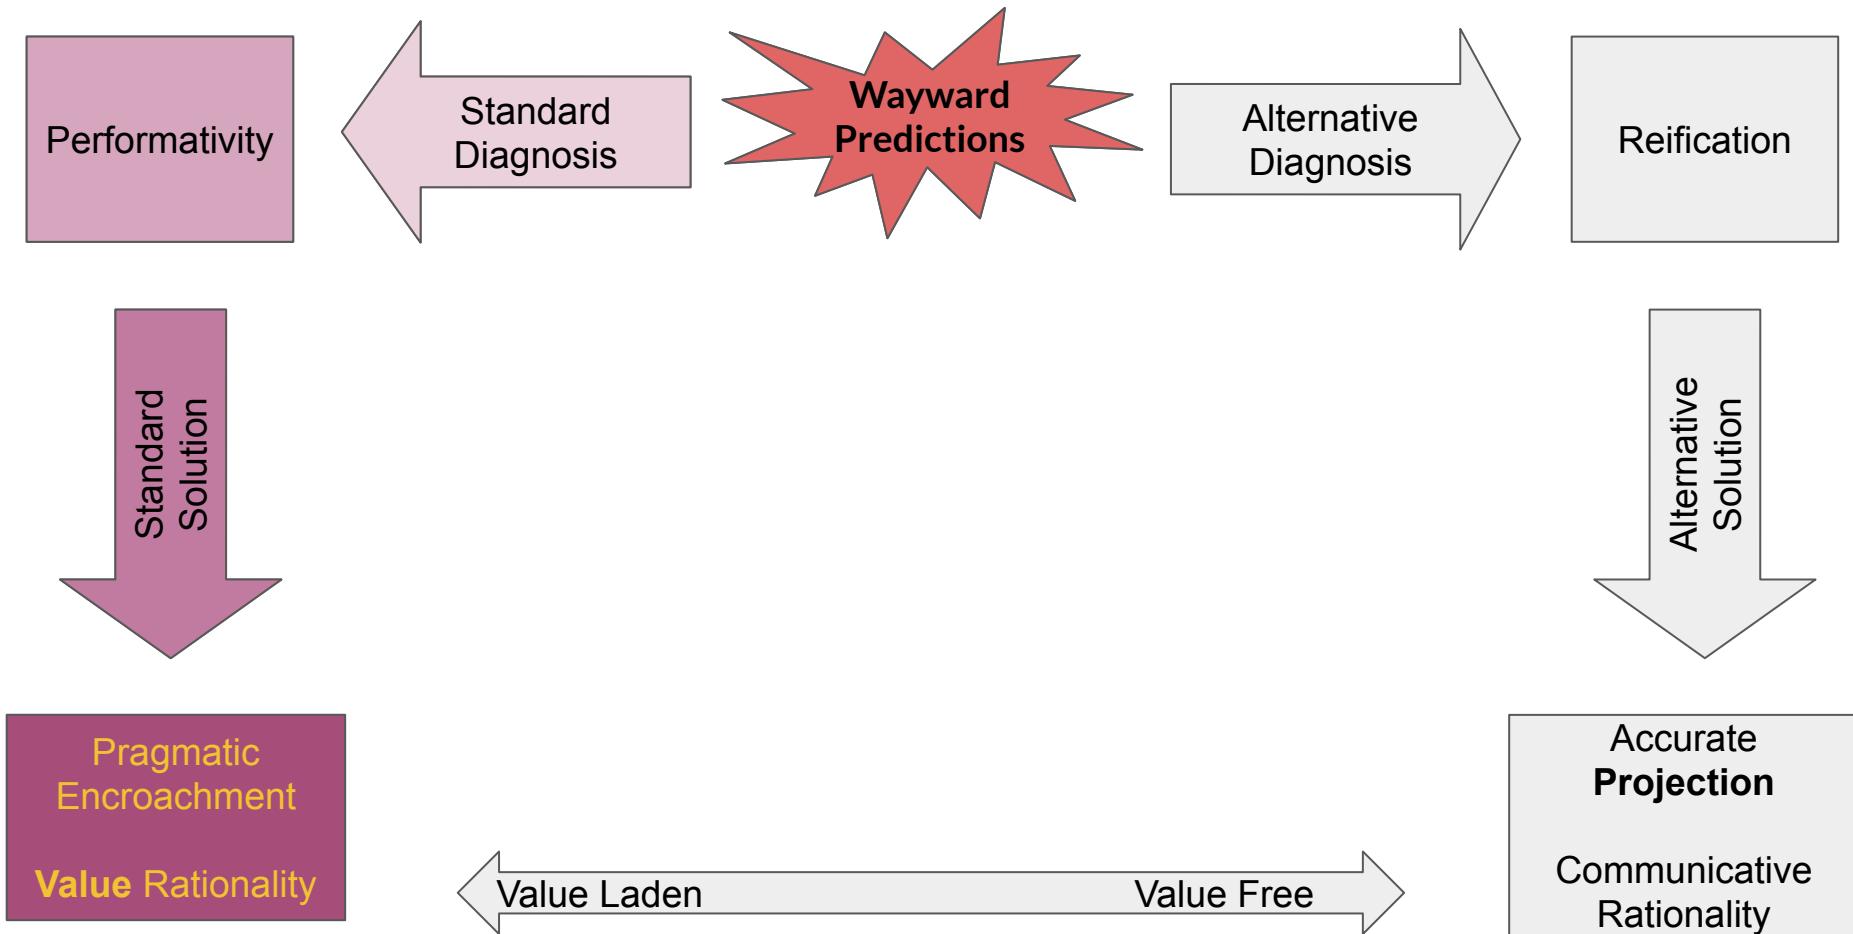 Performativity
Standard
Diagnosis
Wayward
Predictions
Alternative
Diagnosis
Reification
Standard
Solution
Alternative
Solution
Pragmatic
Encroachment
Value Rationality
Value Laden
Value Free
Accurate
Projection
Communicative
Rationality